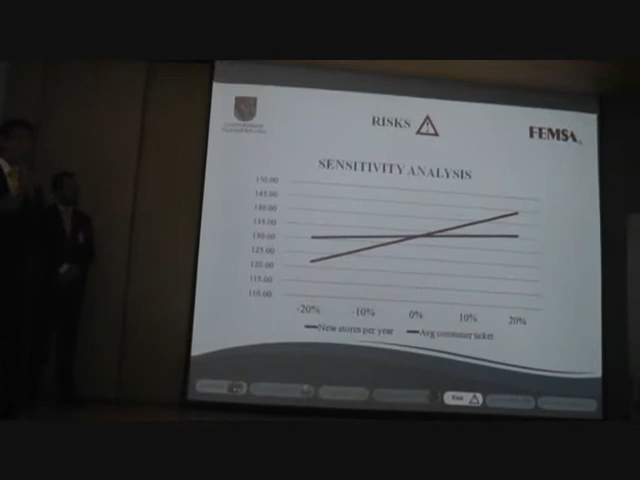 RISKS
FEMSA
SENSITIVITY ANALYSIS
150.00
145.00
140.00
135.00
130.00
125.00
120.00
115.00
110.00
-20%
-10%
0%
10%
20%
New stores per year
Avg consumer ticket
Risk